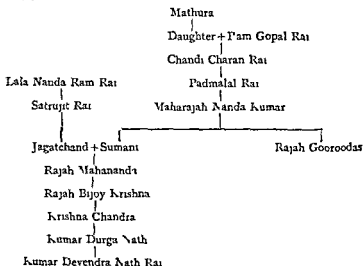 Mathura
Daughter + Ram Gopal Rai
Chandi Charan Rai
Lala Nanda Ram Rai
Padmalal Rai
Satrujit Rai
Maharajah Nanda Kumar
Jagatchand + Sumani
Rajah Gooroodas
Rajah Mahananda
Rajah Bijoy Krishna
Krishna Chandra
Kumar Durga Nath
Kumar Devendra Nath Rai